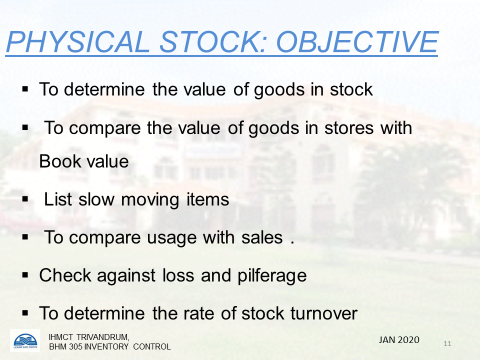 PHYSICAL STOCK: OBJECTIVE
▪ To determine the value of goods in stock
▪ To compare the value of goods in stores with
Book value
▪ List slow moving items
▪ To compare usage with sales .
▪ Check against loss and pilferage
▪ To determine the rate of stock turnover
IHMCT TRIVANDRUM,
BHM 305 INVENTORY CONTROL
JAN 2020
11